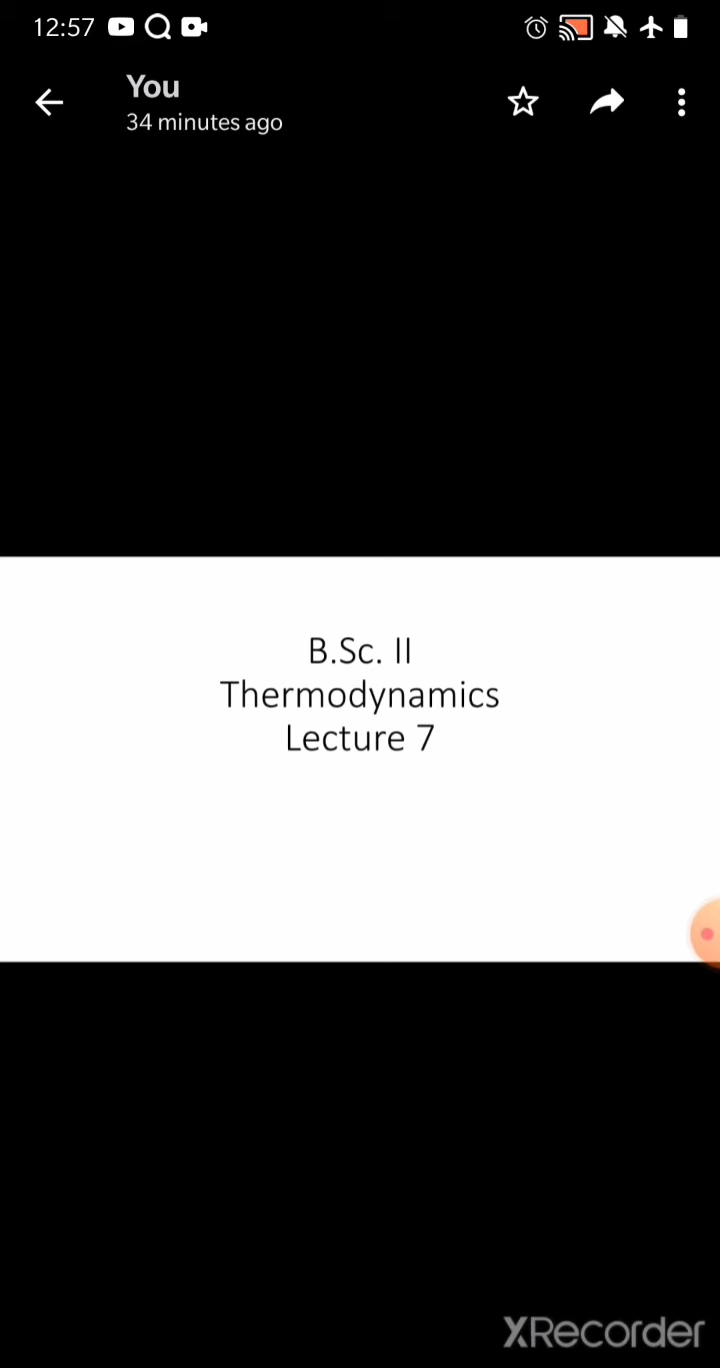 12:57
You
34 minutes ago
B.Sc. II
Thermodynamics
Lecture 7
XRecorder